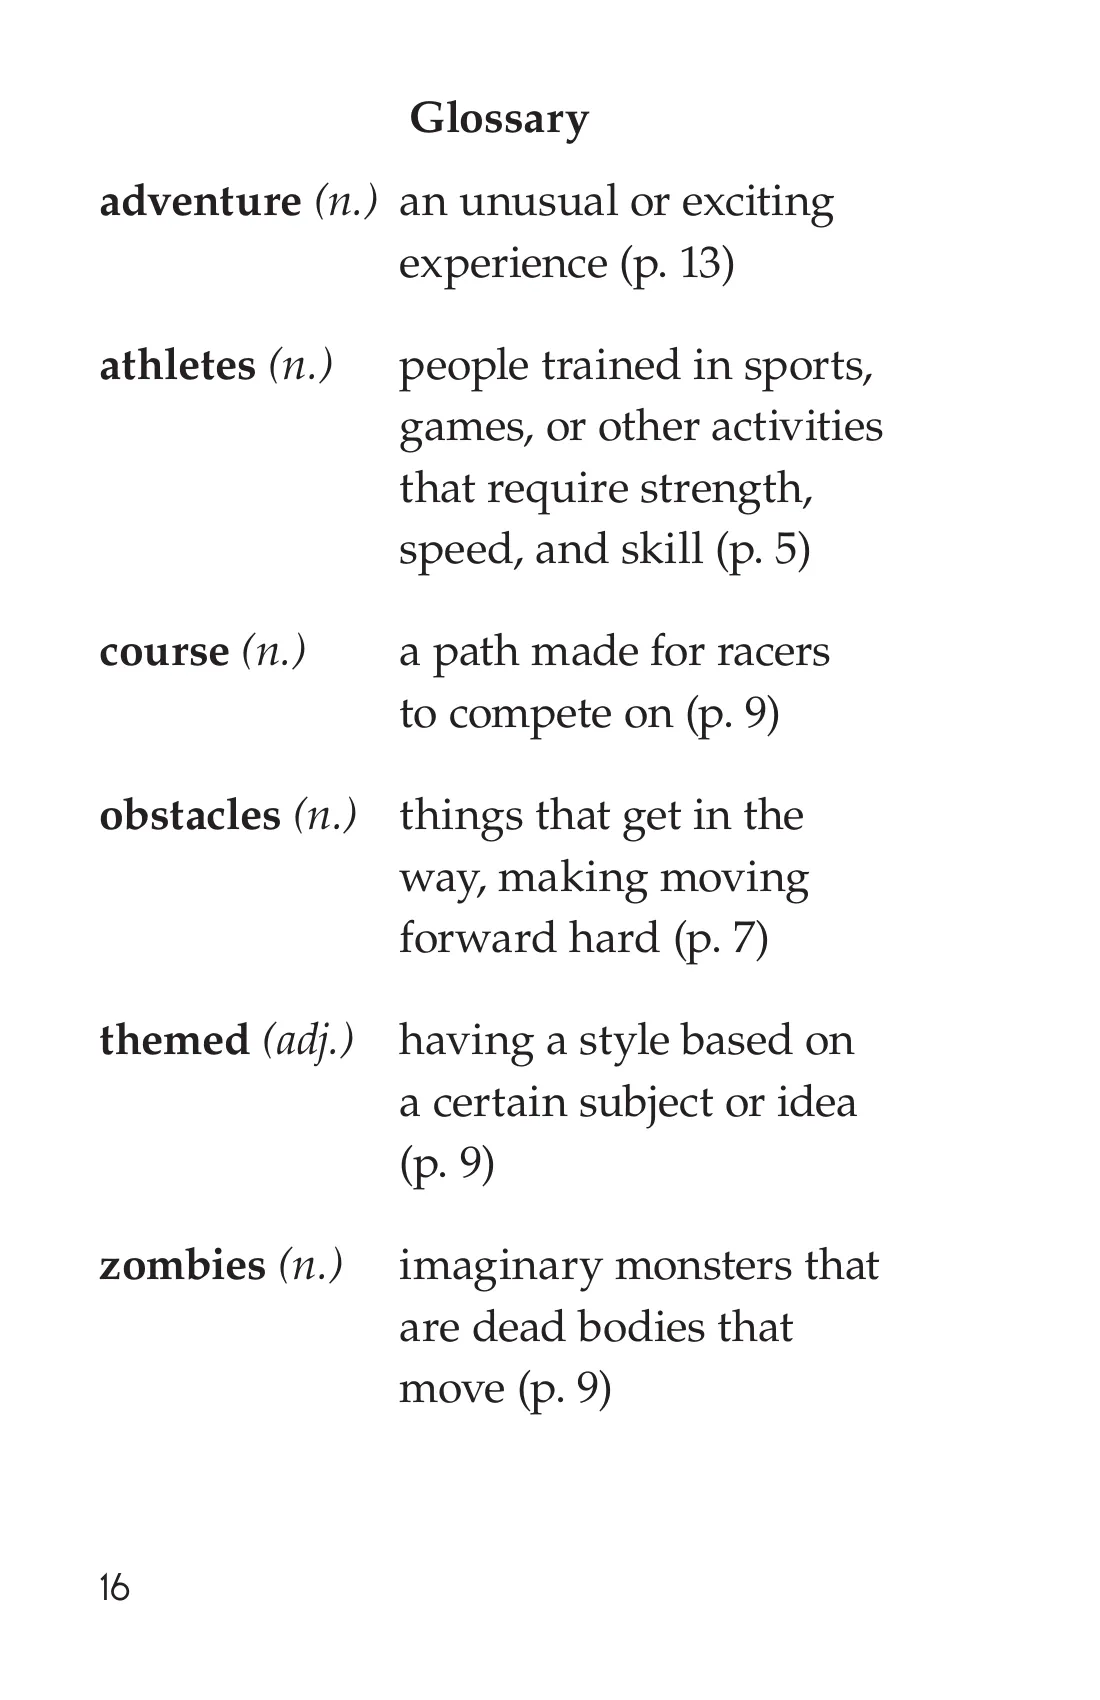 Glossary
adventure (n.) an unusual or exciting
experience (p. 13)
athletes (n.) people trained in sports,
games, or other activities
that require strength,
speed, and skill (p. 5)
course (n.) a path made for racers
to compete on (p. 9)
obstacles (n.) things that get in the
way, making moving
forward hard (p. 7)
themed (adj.) having a style based on
a certain subject or idea
(p. 9)
zombies (n.) imaginary monsters that
are dead bodies that
move (p. 9)
16